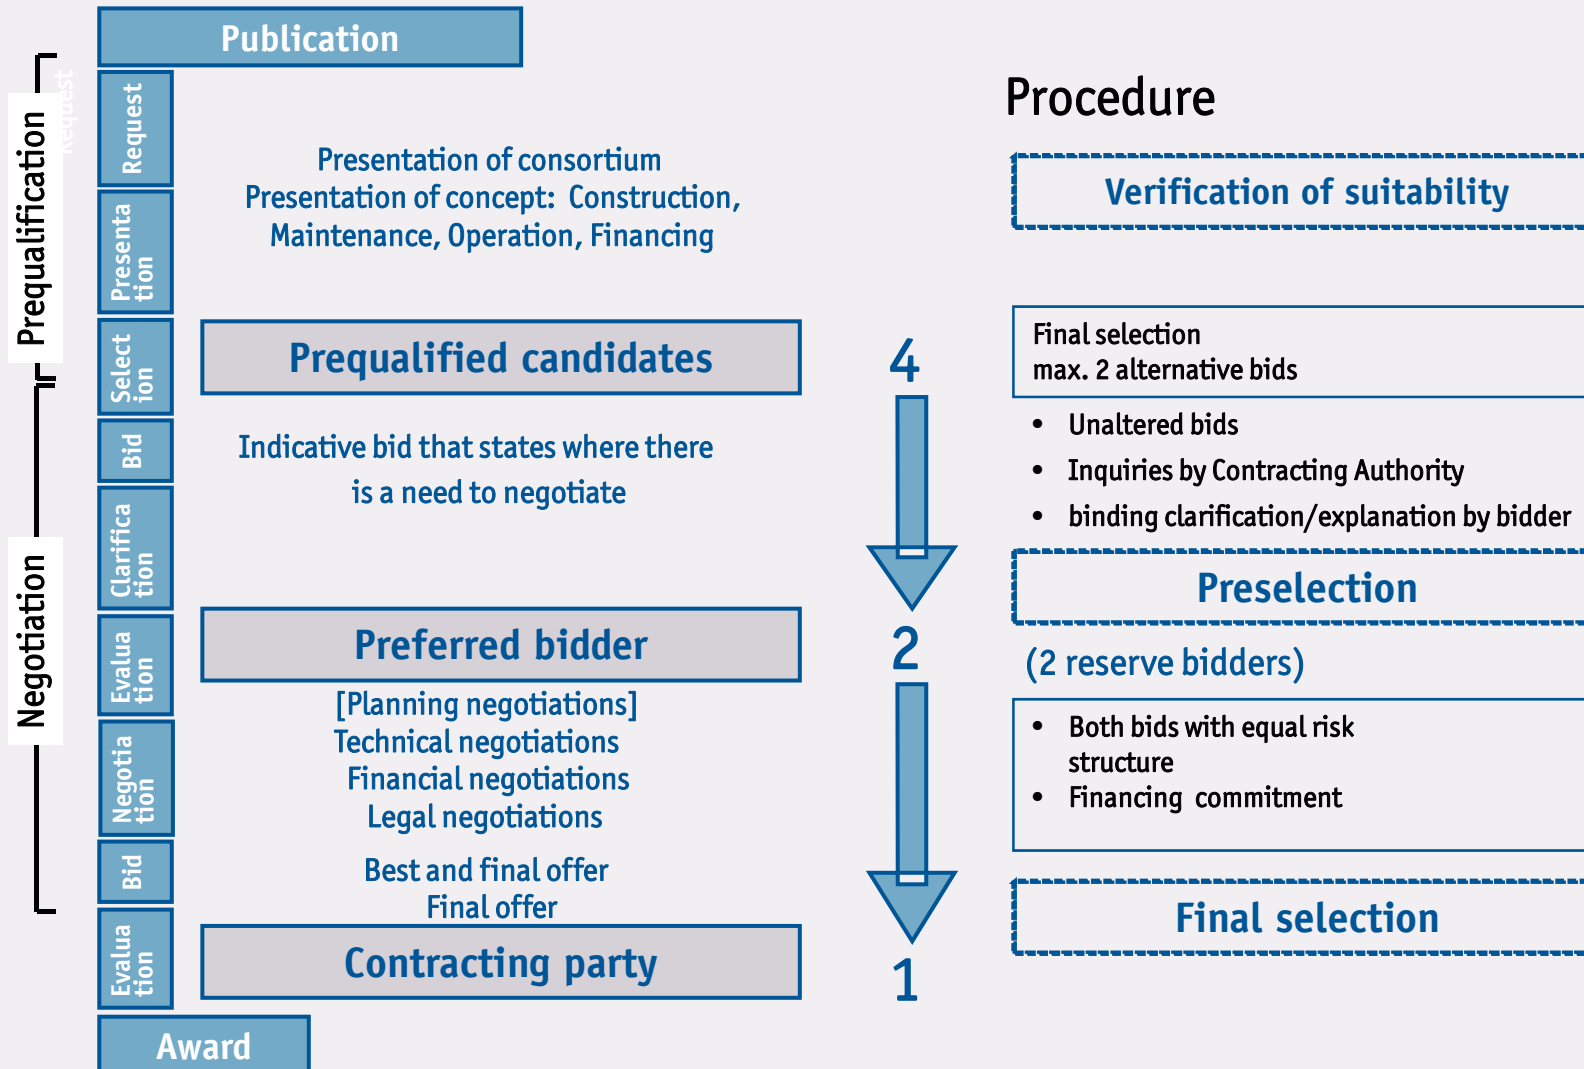 Publication
Prequalification
Request
Request
Presentation of consortium
Presentation of concept: Construction,
Maintenance, Operation, Financing
Presenta
tion
Select
ion
Prequalified candidates
Negotiation
Bid
Indicative bid that states where there
is a need to negotiate
Clarifica
tion
Evalua
tion
Preferred bidder
[Planning negotiations]
Technical negotiations
Financial negotiations
Legal negotiations
Negotia
tion
Bid
Best and final offer
Final offer
Evalua
tion
Contracting party
Award
4
2
1
Procedure
Verification of suitability
Final selection
max. 2 alternative bids
• Unaltered bids
• Inquiries by Contracting Authority
• binding clarification/explanation by bidder
Preselection
(2 reserve bidders)
• Both bids with equal risk
structure
• Financing commitment
Final selection